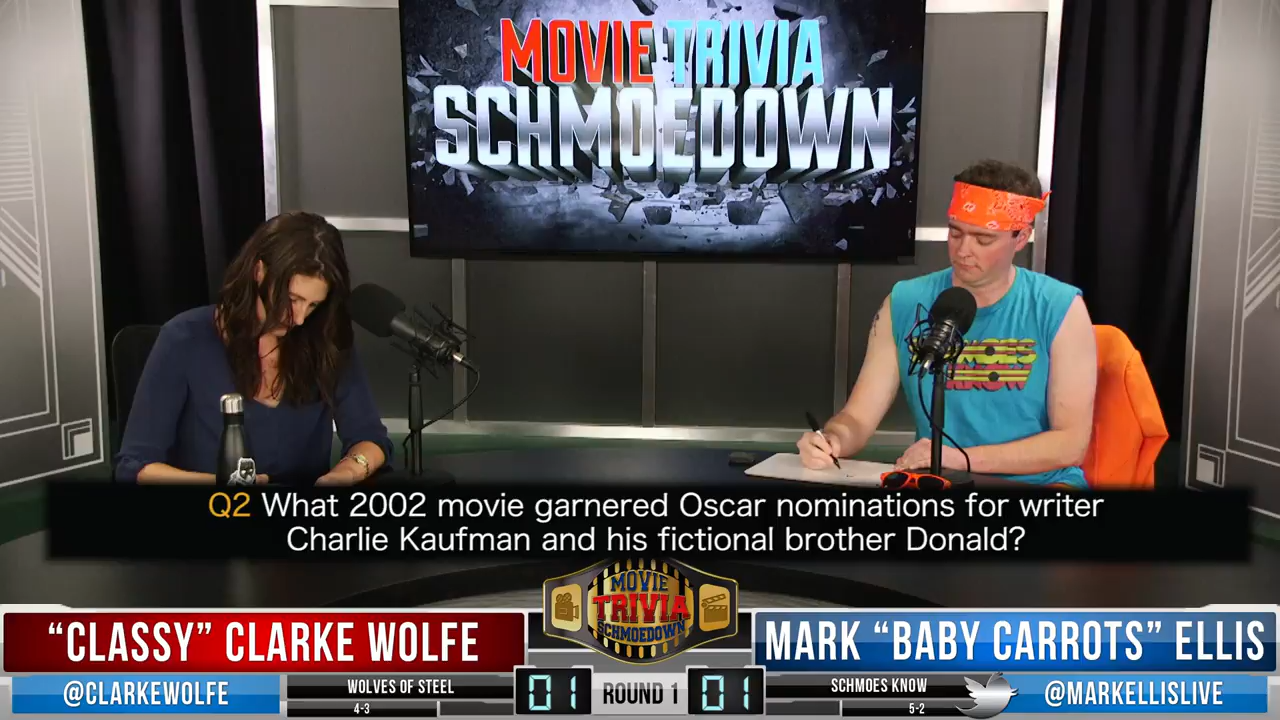 MOVIE TRIVIA
SCHMOEDOWN
Q2 What 2002 movie garnered Oscar nominations for writer
Charlie Kaufman and his fictional brother Donald?
MOVIE
TRIVIA
SCHMOEDOWN
"CLASSY" CLARKE WOLFE
MARK "BABY CARROTS" ELLIS
@CLARKEWOLFE
WOLVES OF STEEL
4-3
01
ROUND 1
01
SCHMOES KNOW
5-2
@MARKELLISLIVE